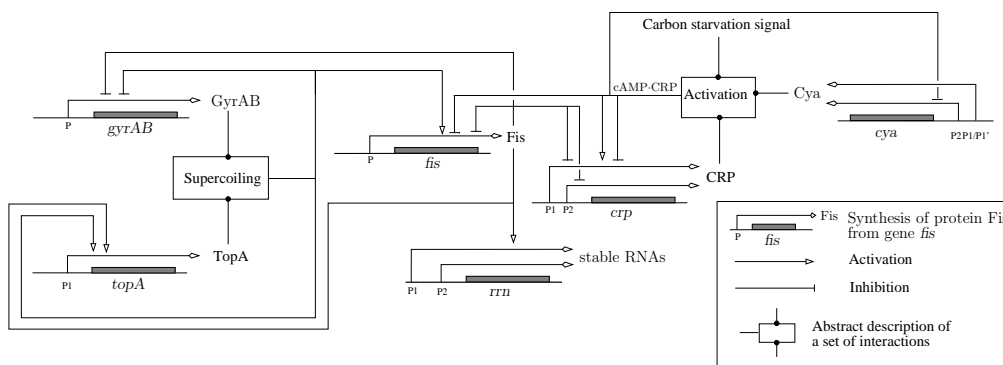 Carbon starvation signal
GyrAB
P
gyrAB
cAMP·CRP
Activation
Cya
P
fis
Fis
cya
P2
P1/P1'
Supercoiling
CRP
P1
P2
crp
TopA
P1
topA
stable RNAs
P1
P2
rrn
Fis
P
fis
Synthesis of protein Fis
from gene fis
Activation
Inhibition
Abstract description of
a set of interactions